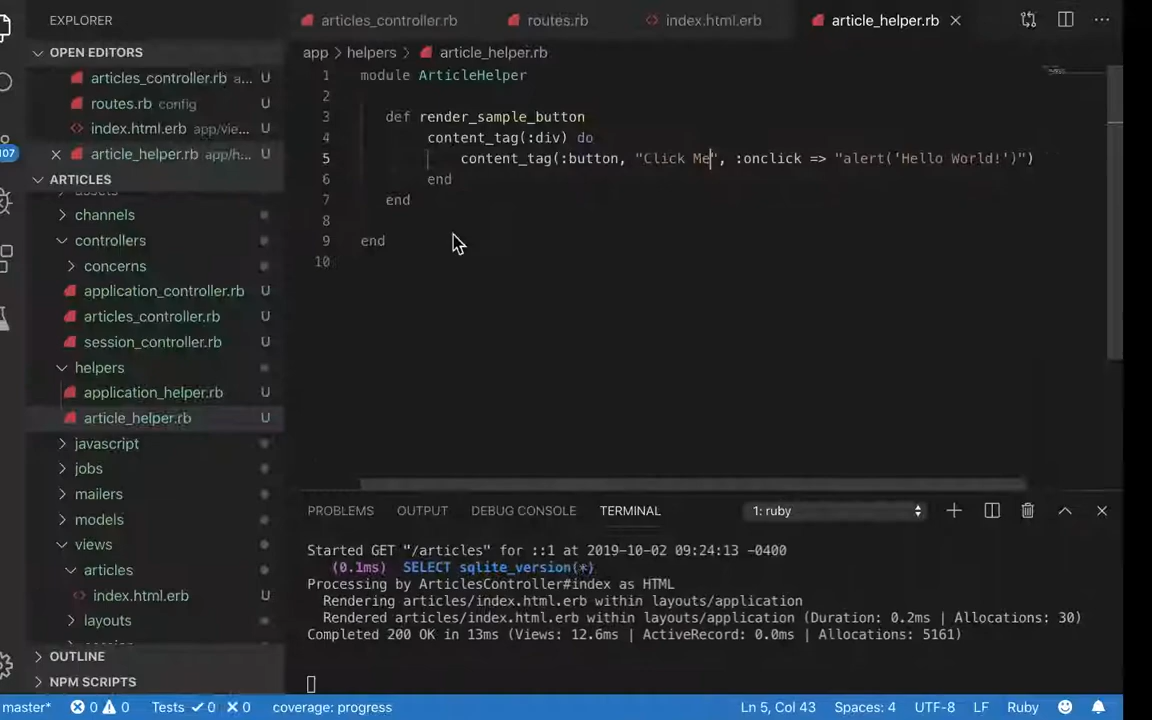 EXPLORER
OPEN EDITORS
articles_controller.rb a... U
routes.rb config U
index.html.erb app/vie... U
article_helper.rb app/h... U
107
ARTICLES
channels
controllers
concerns
application_controller.rb U
articles_controller.rb U
session_controller.rb U
helpers
application_helper.rb U
article_helper.rb U
javascript
jobs
mailers
models
views
articles
index.html.erb U
layouts
OUTLINE
NPM SCRIPTS
articles_controller.rb routes.rb index.html.erb article_helper.rb
app > helpers > article_helper.rb
1 module ArticleHelper
2
3 def render_sample_button
4 content_tag(:div) do
5 content_tag(:button, "Click Me", :onclick => "alert('Hello World!')")
6 end
7 end
8
9 end
10
PROBLEMS OUTPUT DEBUG CONSOLE TERMINAL 1: ruby
Started GET "/articles" for ::1 at 2019-10-02 09:24:13 -0400
(0.1ms) SELECT sqlite_version(*)
Processing by ArticlesController#index as HTML
Rendering articles/index.html.erb within layouts/application
Rendered articles/index.html.erb within layouts/application (Duration: 0.2ms | Allocations: 30)
Completed 200 OK in 13ms (Views: 12.6ms | ActiveRecord: 0.0ms | Allocations: 5161)
master* 0 0 Tests 0 0 coverage: progress Ln 5, Col 43 Spaces: 4 UTF-8 LF Ruby